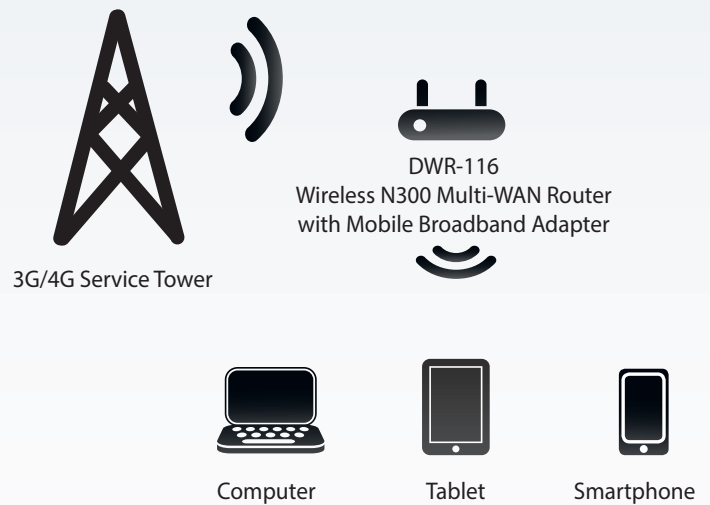 DWR-116
Wireless N300 Multi-WAN Router
with Mobile Broadband Adapter
3G/4G Service Tower
Computer
Tablet
Smartphone